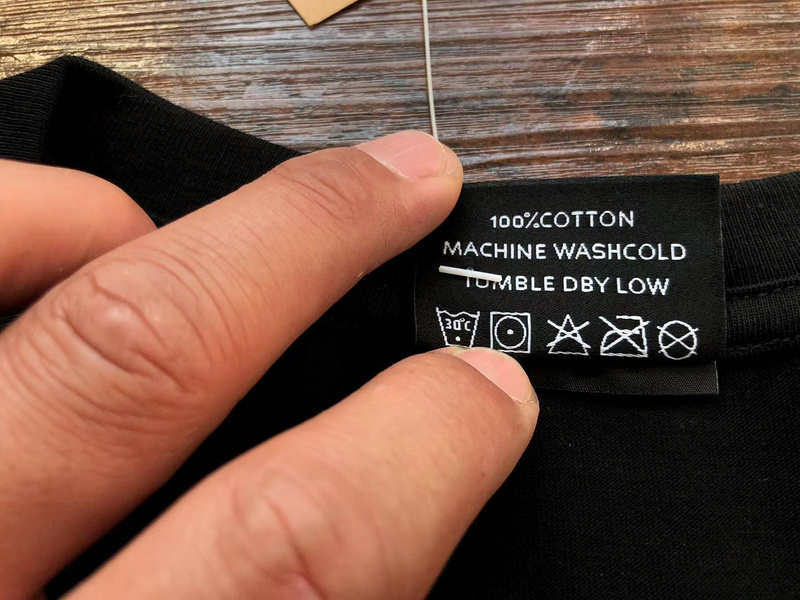 100%COTTON
MACHINE WASHCOLD
TUMBLE DBY LOW
30°C